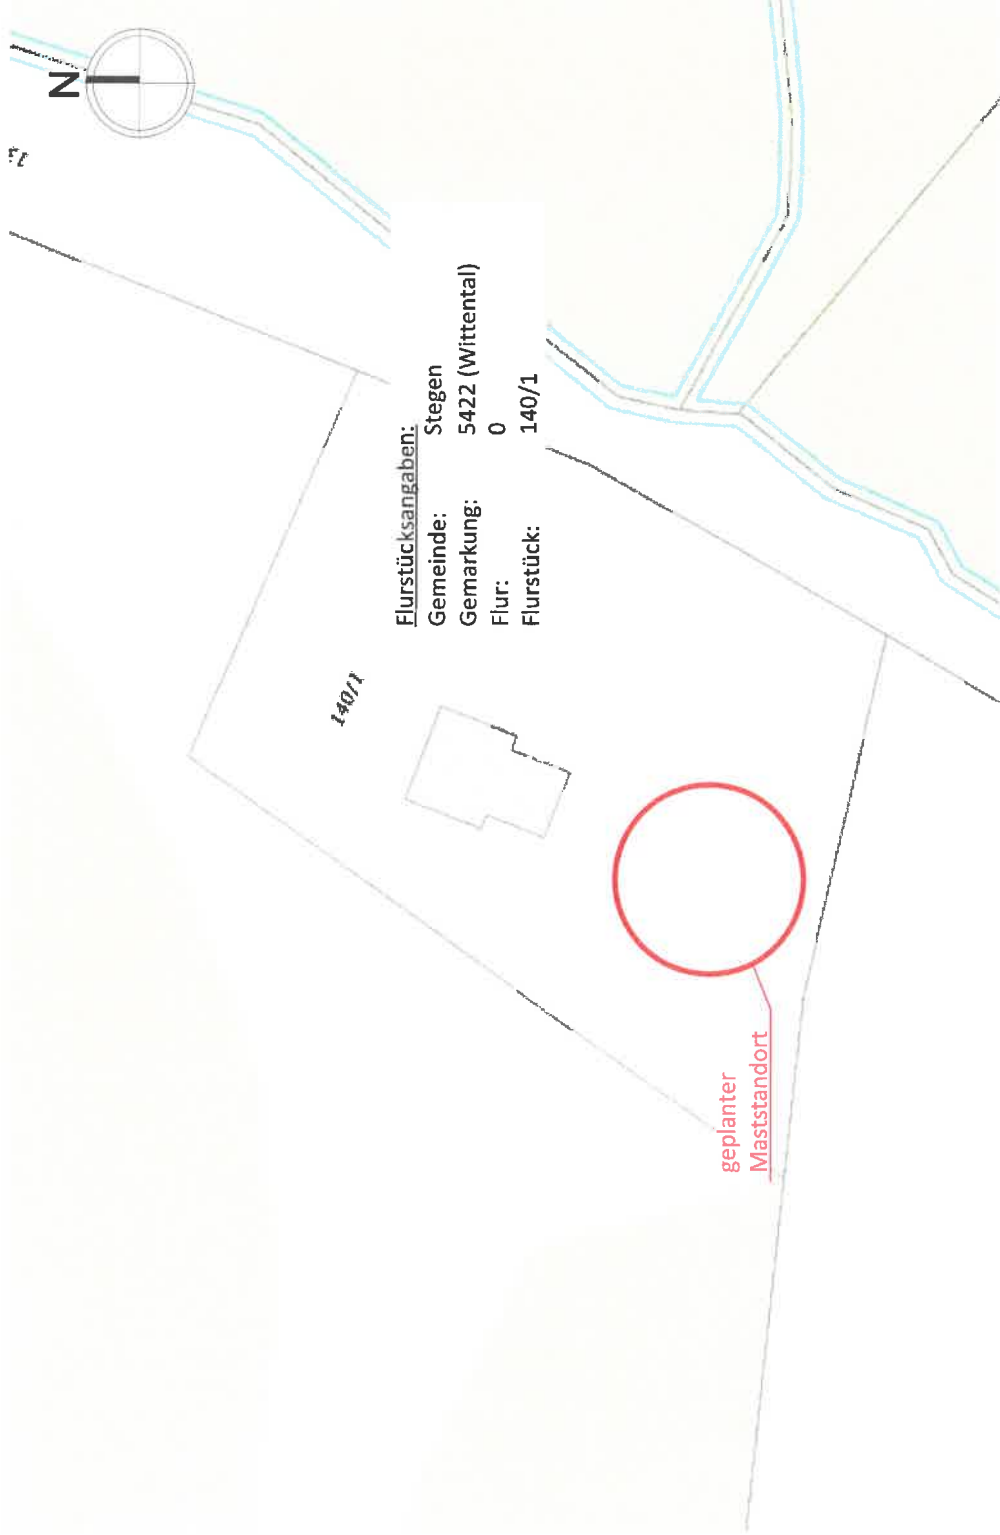 N
Flurstücksangaben:
Gemeinde: Stegen
Gemarkung: 5422 (Wittental)
Flur: 0
Flurstück: 140/1
140/1
geplanter
Maststandort